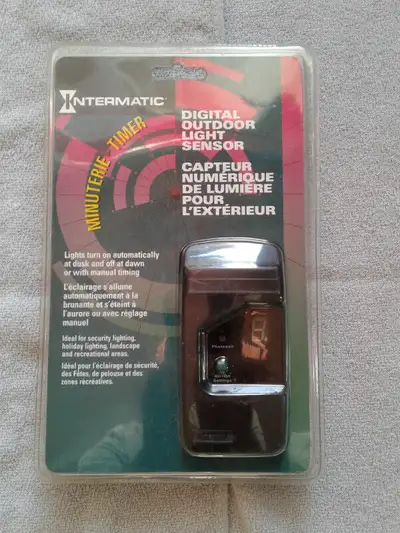 INTERMATIC
MINUTERIE TIMER
DIGITAL
OUTDOOR
LIGHT
SENSOR
CAPTEUR
NUMÉRIQUE
DE LUMIÈRE
POUR
L'EXTÉRIEUR
Lights turn on automatically
at dusk and off at dawn
or with manual timing
L'éclairage s'allume
automatiquement à la
brunante et s'éteint à
l'aurore ou avec réglage
manuel
Ideal for security lighting,
holiday lighting, landscape
and recreational areas.
Idéal pour l'éclairage de sécurité,
des Fêtes, de pelouse et des
zones récréatives.
Photocell
Settings